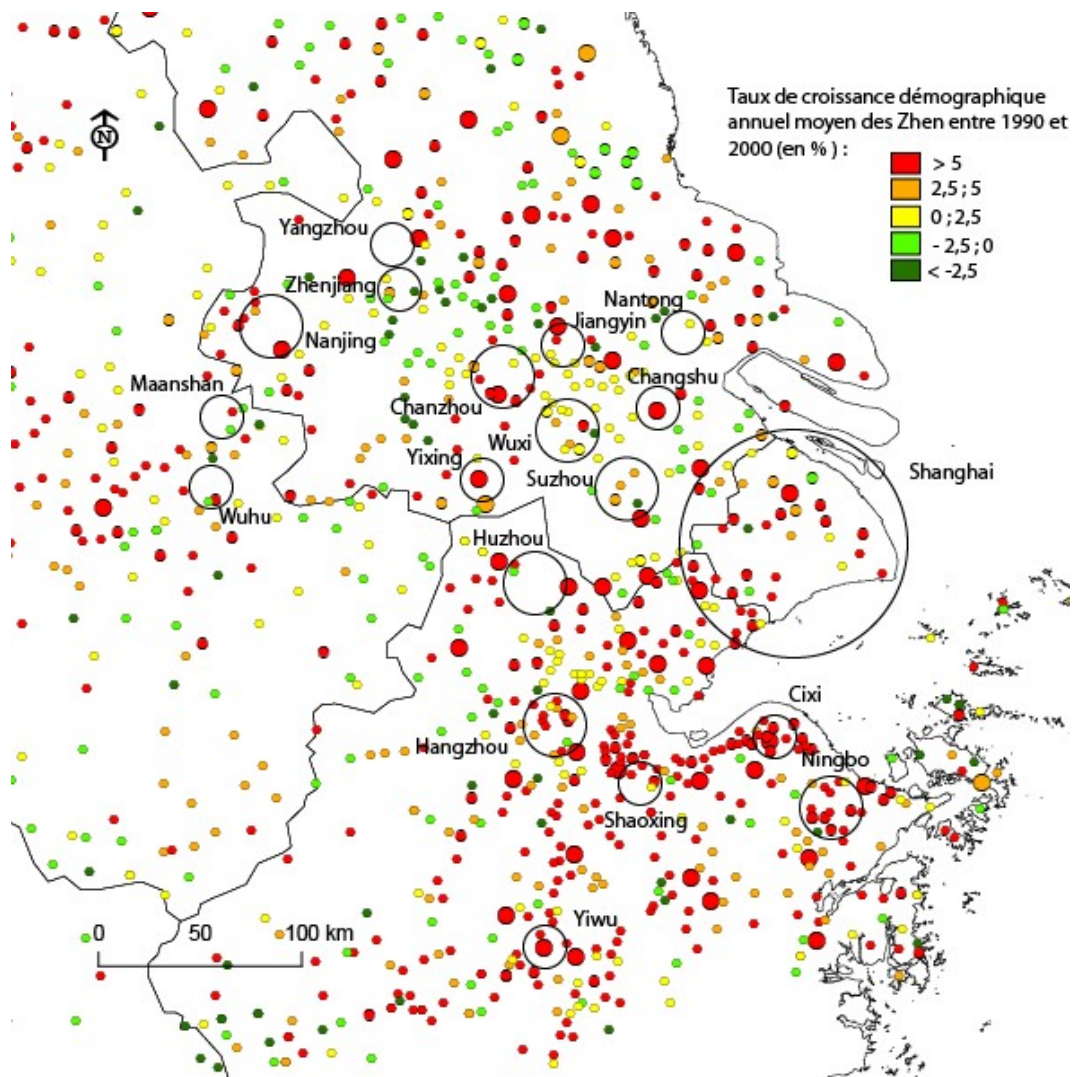 Taux de croissance démographique
annuel moyen des Zhen entre 1990 et
2000 (en % ) :
> 5
2,5 ; 5
0 ; 2,5
- 2,5 ; 0
< -2,5
N
Yangzhou
Zhenjiang
Nantong
Jiangyin
Nanjing
Maanshan
Changshu
Chanzhou
Wuxi
Yixing
Suzhou
Shanghai
Wuhu
Huzhou
Cixi
Hangzhou
Ningbo
Shaoxing
Yiwu
0 50 100 km